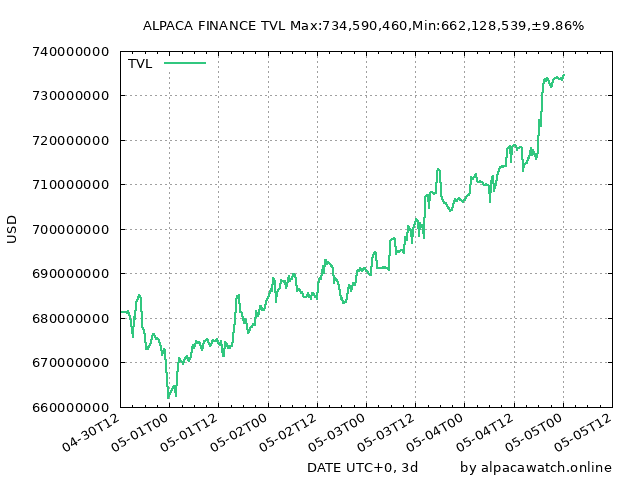 ALPACA FINANCE TVL Max:734,590,460,Min:662,128,539,±9.86%
740000000
TVL
730000000
720000000
710000000
700000000
USD
690000000
680000000
670000000
660000000
04-30T12 05-01T00 05-01T12 05-02T00 05-02T12 05-03T00 05-03T12 05-04T00 05-04T12 05-05T00 05-05T12
DATE UTC+0, 3d by alpacawatch.online